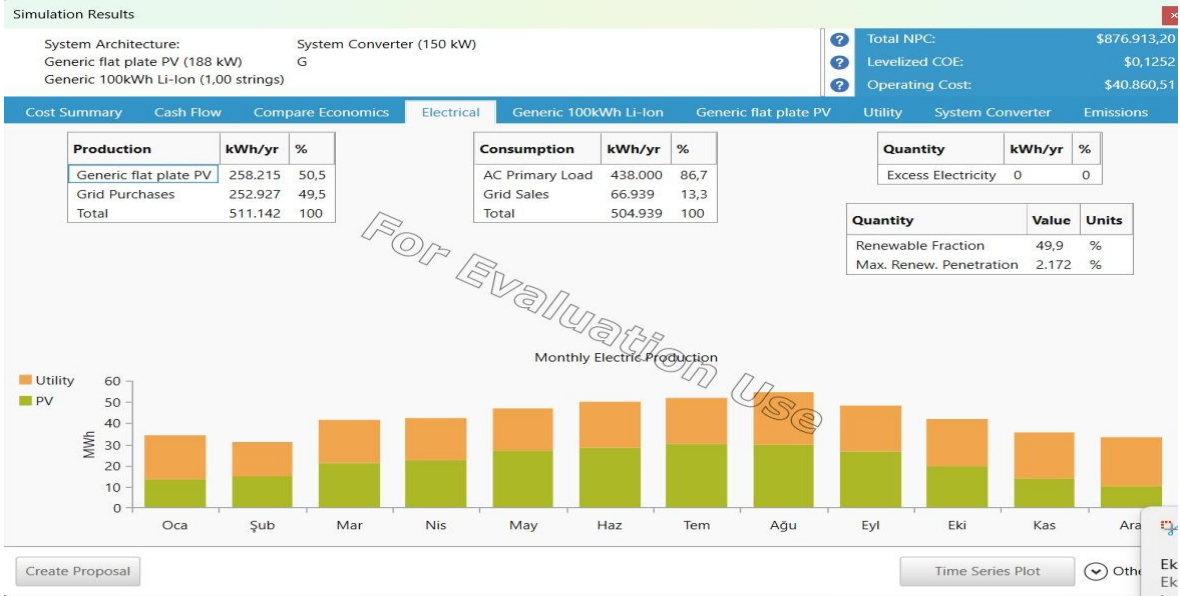 Simulation Results
System Architecture: System Converter (150 kW)
Generic flat plate PV (188 kW) G
Generic 100kWh Li-Ion (1,00 strings)
Total NPC: $876.913,20
Levelized COE: $0,1252
Operating Cost: $40.860,51
Cost Summary Cash Flow Compare Economics Electrical Generic 100kWh Li-Ion Generic flat plate PV Utility System Converter Emissions
Production kWh/yr %
Generic flat plate PV 258.215 50,5
Grid Purchases 252.927 49,5
Total 511.142 100
Consumption kWh/yr %
AC Primary Load 438.000 86,7
Grid Sales 66.939 13,3
Total 504.939 100
Quantity kWh/yr %
Excess Electricity 0 0
Quantity Value Units
Renewable Fraction 49,9 %
Max. Renew. Penetration 2.172 %
For Evaluation Use
Monthly Electric Production
Utility
PV
MWh
60
50
40
30
20
10
0
Oca Şub Mar Nis May Haz Tem Ağu Eyl Eki Kas Ara
Create Proposal
Time Series Plot
Othe
Ek
Ek